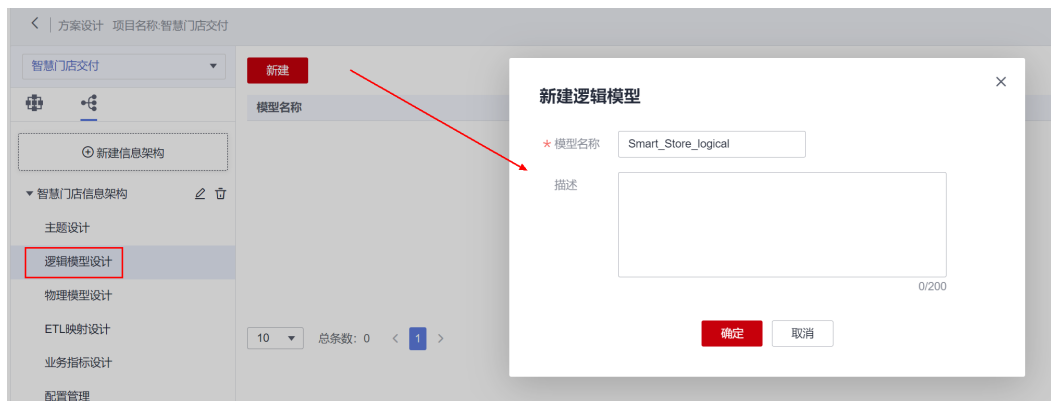 方案设计 项目名称:智慧门店交付
智慧门店交付
新建信息架构
智慧门店信息架构
主题设计
逻辑模型设计
物理模型设计
ETL映射设计
业务指标设计
配置管理
新建
模型名称
10 总条数: 0 < 1 >
新建逻辑模型
* 模型名称 Smart_Store_logical
描述
0/200
确定 取消